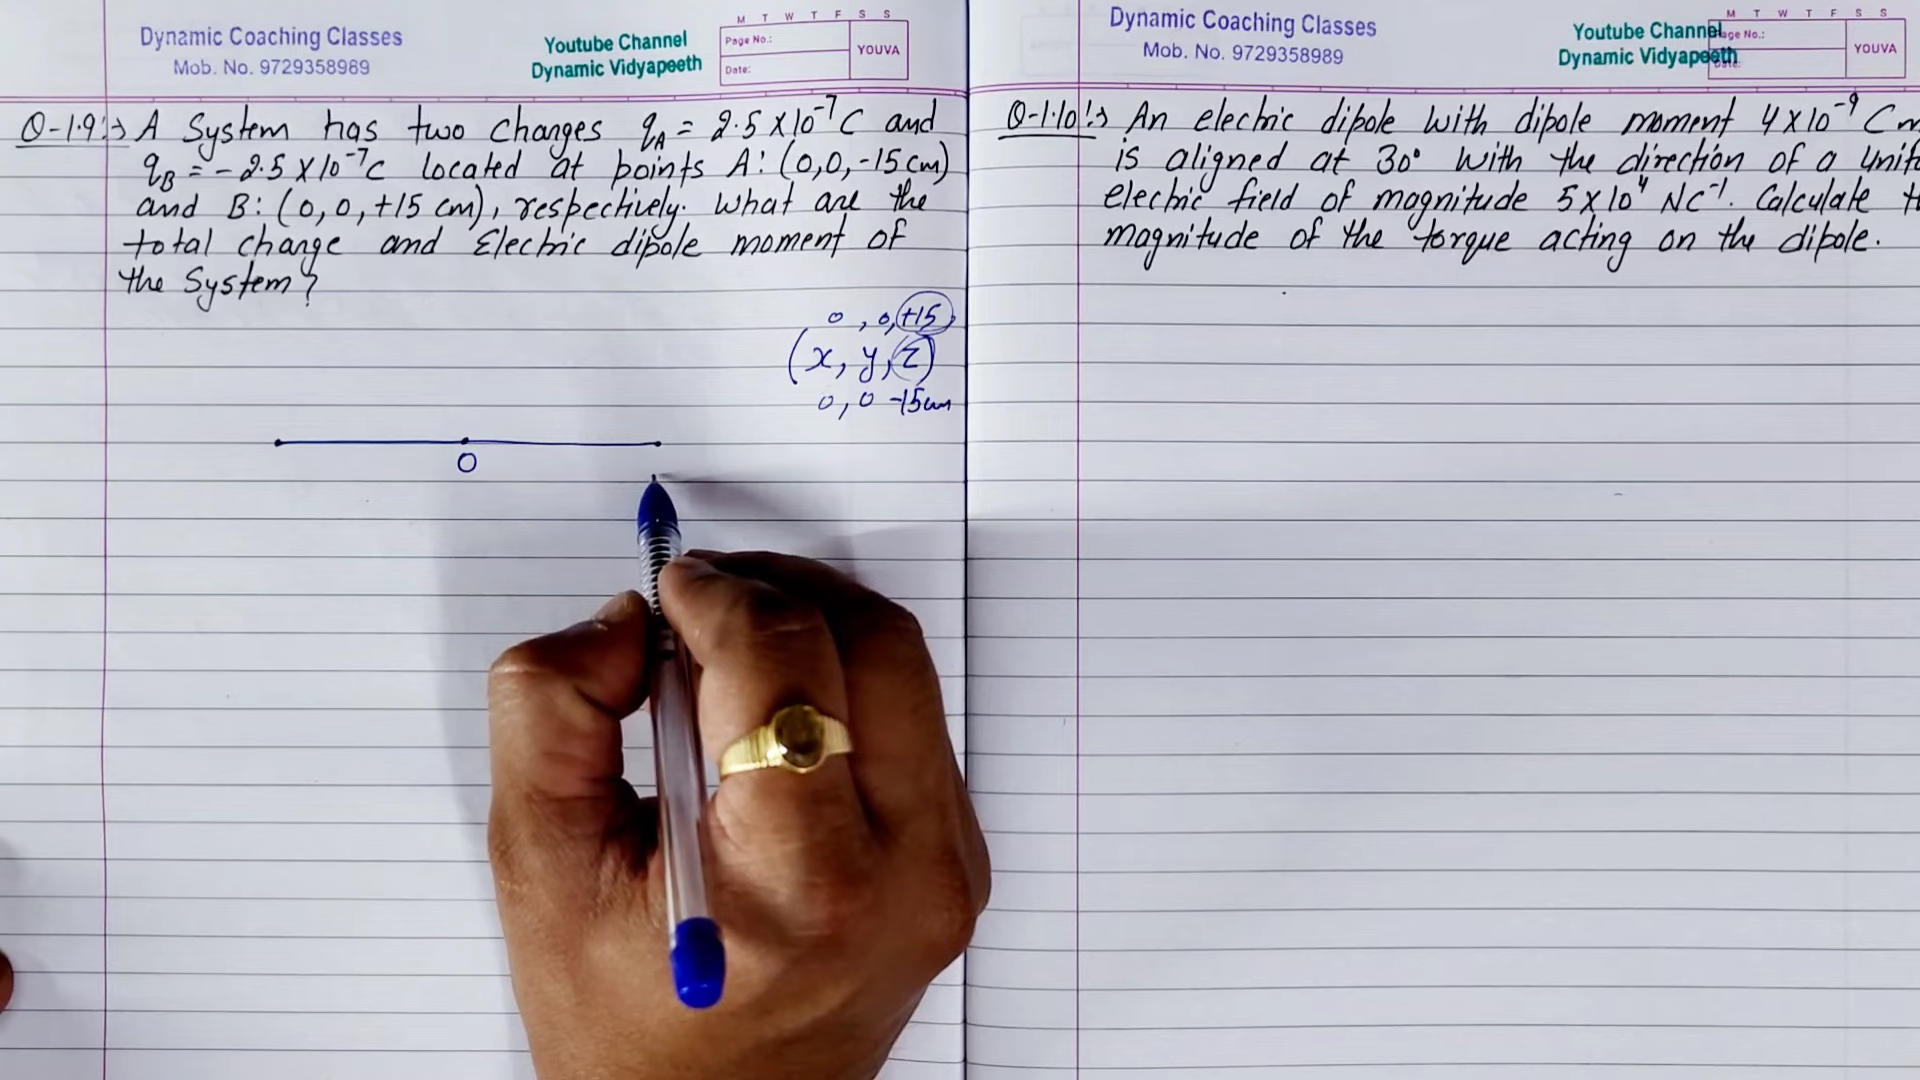 Dynamic Coaching Classes
Mob. No. 9729358989
Youtube Channel
Dynamic Vidyapeeth
M T W T F S S
Page No.:
Date:
YOUVA
Q-1.9:→ A System has two charges qA = 2.5 × 10⁻⁷ C and
qB = - 2.5 × 10⁻⁷ C located at points A: (0,0,-15 cm)
and B: (0, 0, +15 cm), respectively. What are the
total charge and Electric dipole moment of
the System?
0, 0, +15
(x, y, z)
0, 0 -15cm
O
Dynamic Coaching Classes
Mob. No. 9729358989
Youtube Channel
Dynamic Vidyapeeth
M T W T F S S
age No.:
YOUVA
Q-1.10:→ An electric dipole with dipole moment 4 × 10⁻⁹ C m
is aligned at 30° with the direction of a unif
electric field of magnitude 5 × 10⁴ NC⁻¹. Calculate t
magnitude of the torque acting on the dipole.